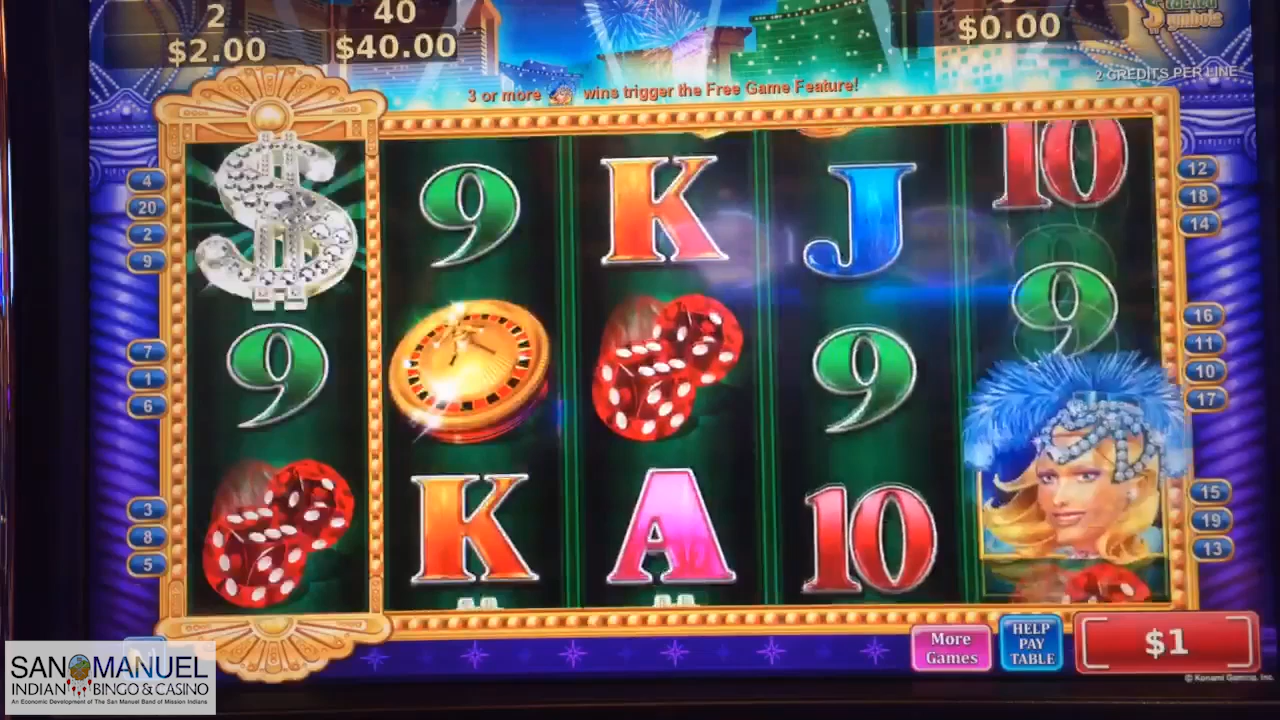 2 40
$2.00 $40.00 $0.00
Symbols
2 CREDITS PER LINE
3 or more wins trigger the Free Game Feature!
10
$ 9 K J
4 12
20 18
2 14
9
9
9 9
7 16
1 11
6 10
17
K A 10
3 15
8 19
5 13
More Games
HELP PAY TABLE
$1
© Konami Gaming, Inc.
SAN MANUEL
INDIAN BINGO & CASINO
An Economic Development of The San Manuel Band of Mission Indians